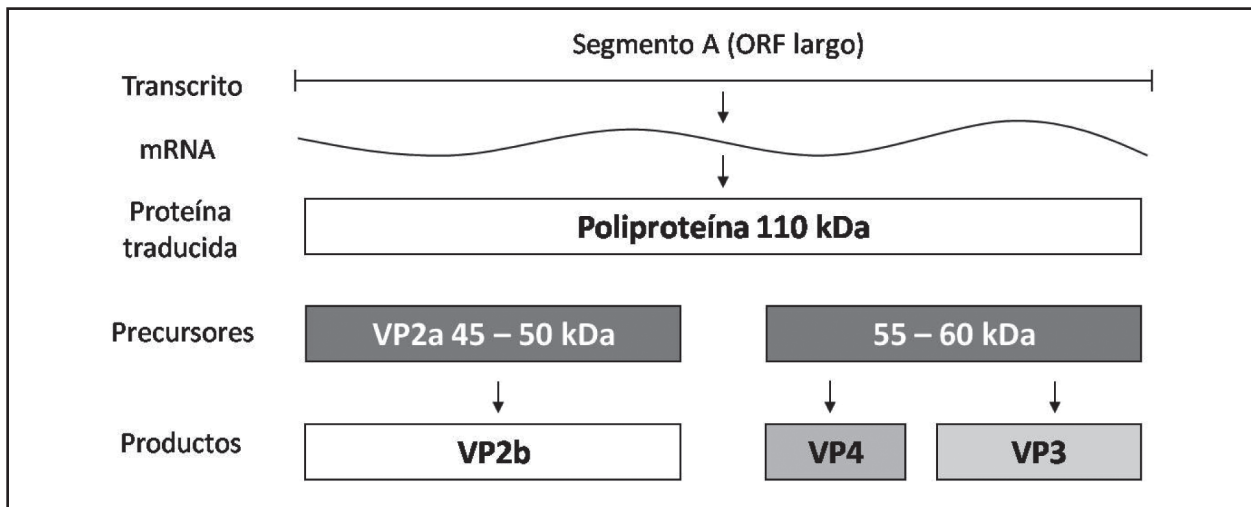 Segmento A (ORF largo)
Transcrito
mRNA
Proteína
traducida
Poliproteína 110 kDa
Precursores
VP2a 45 – 50 kDa
55 – 60 kDa
Productos
VP2b
VP4
VP3